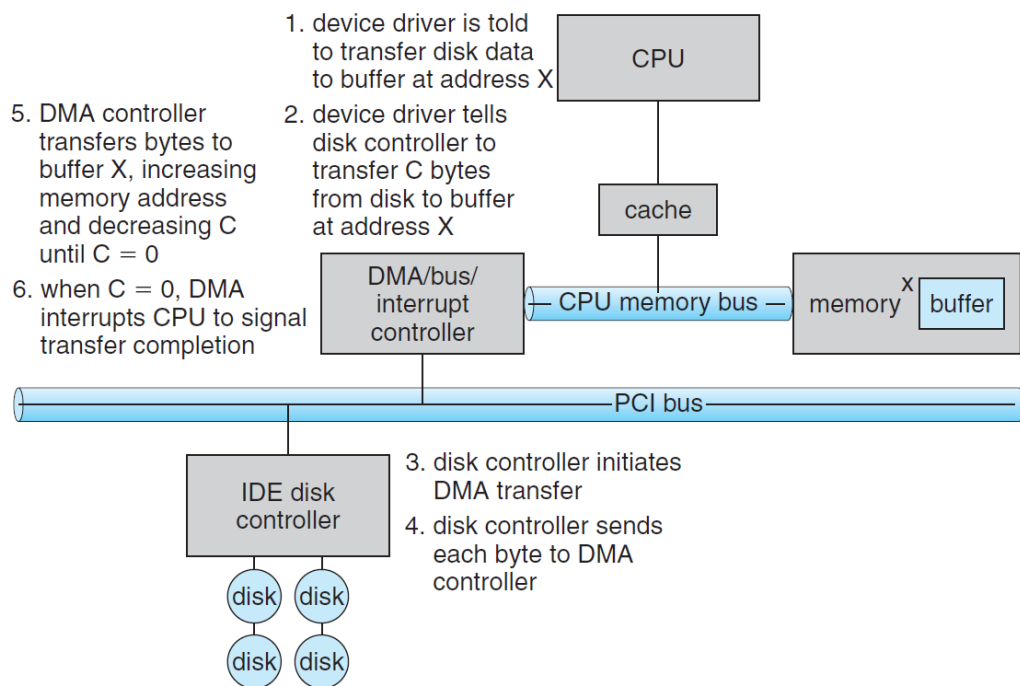 1. device driver is told
to transfer disk data
to buffer at address X
CPU
5. DMA controller
transfers bytes to
buffer X, increasing
memory address
and decreasing C
until C = 0
2. device driver tells
disk controller to
transfer C bytes
from disk to buffer
at address X
cache
6. when C = 0, DMA
interrupts CPU to signal
transfer completion
DMA/bus/
interrupt
controller
CPU memory bus
memory
x
buffer
PCI bus
IDE disk
controller
3. disk controller initiates
DMA transfer
4. disk controller sends
each byte to DMA
controller
disk
disk
disk
disk